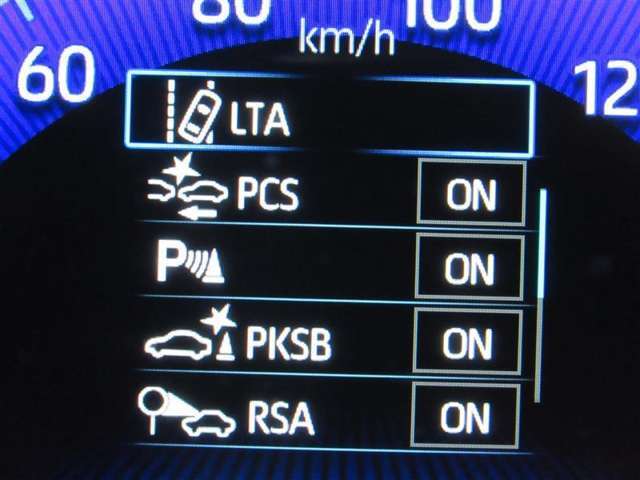 80
100
km/h
60
12
LTA
PCS ON
P ON
PKSB ON
RSA ON